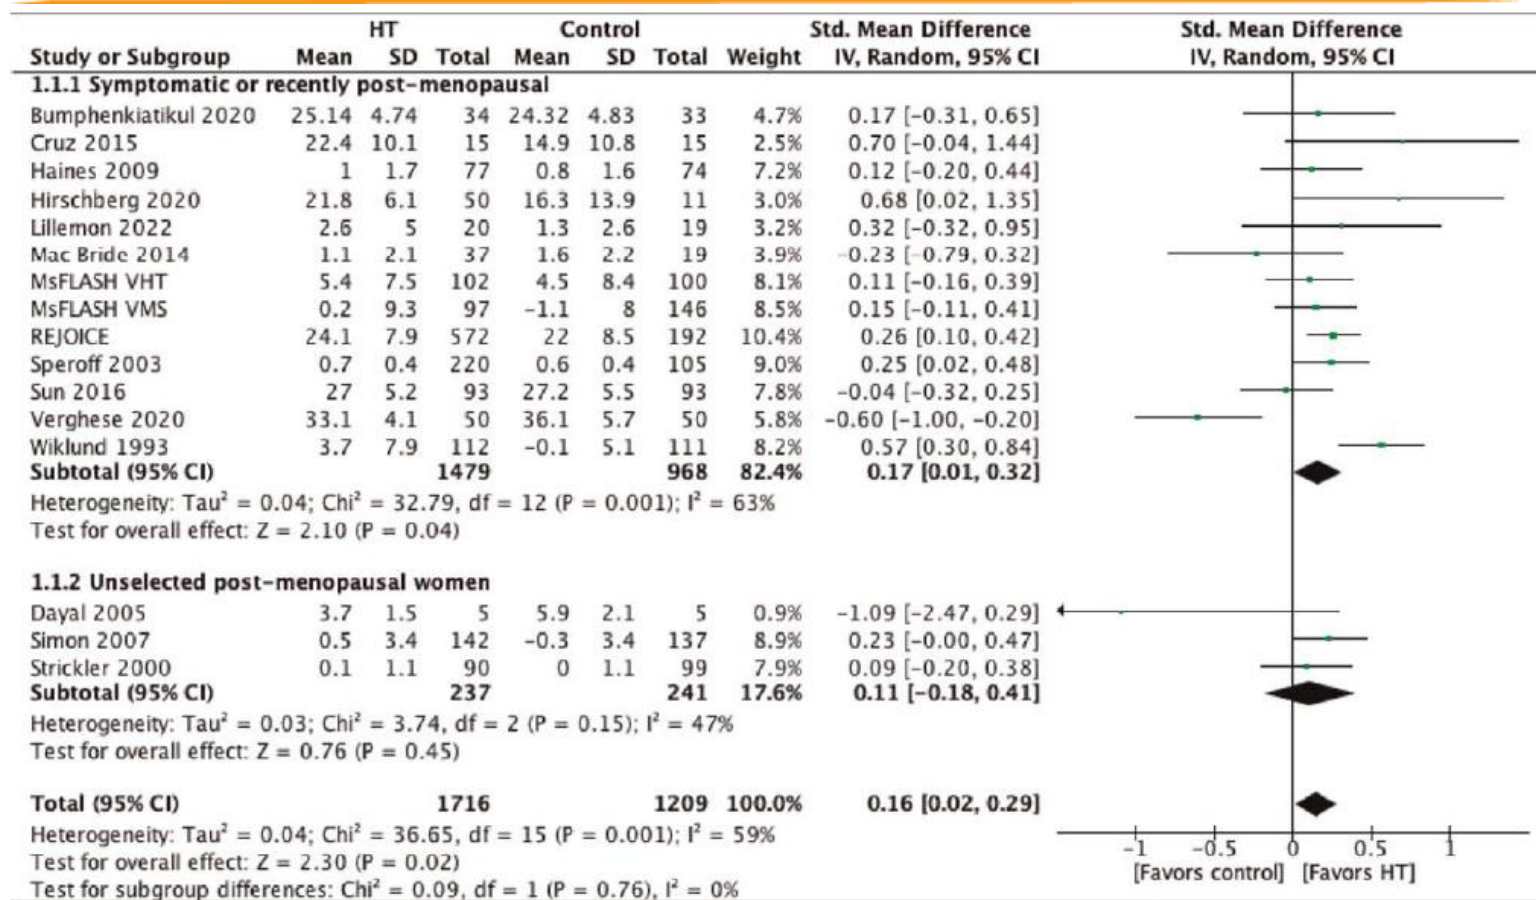 HT Control Std. Mean Difference Std. Mean Difference
Study or Subgroup Mean SD Total Mean SD Total Weight IV, Random, 95% CI IV, Random, 95% CI
1.1.1 Symptomatic or recently post-menopausal
Bumphenkiatikul 2020 25.14 4.74 34 24.32 4.83 33 4.7% 0.17 [-0.31, 0.65]
Cruz 2015 22.4 10.1 15 14.9 10.8 15 2.5% 0.70 [-0.04, 1.44]
Haines 2009 1 1.7 77 0.8 1.6 74 7.2% 0.12 [-0.20, 0.44]
Hirschberg 2020 21.8 6.1 50 16.3 13.9 11 3.0% 0.68 [0.02, 1.35]
Lillemon 2022 2.6 5 20 1.3 2.6 19 3.2% 0.32 [-0.32, 0.95]
Mac Bride 2014 1.1 2.1 37 1.6 2.2 19 3.9% -0.23 [-0.79, 0.32]
MsFLASH VHT 5.4 7.5 102 4.5 8.4 100 8.1% 0.11 [-0.16, 0.39]
MsFLASH VMS 0.2 9.3 97 -1.1 8 146 8.5% 0.15 [-0.11, 0.41]
REJOICE 24.1 7.9 572 22 8.5 192 10.4% 0.26 [0.10, 0.42]
Speroff 2003 0.7 0.4 220 0.6 0.4 105 9.0% 0.25 [0.02, 0.48]
Sun 2016 27 5.2 93 27.2 5.5 93 7.8% -0.04 [-0.32, 0.25]
Verghese 2020 33.1 4.1 50 36.1 5.7 50 5.8% -0.60 [-1.00, -0.20]
Wiklund 1993 3.7 7.9 112 -0.1 5.1 111 8.2% 0.57 [0.30, 0.84]
Subtotal (95% CI) 1479 968 82.4% 0.17 [0.01, 0.32]
Heterogeneity: Tau² = 0.04; Chi² = 32.79, df = 12 (P = 0.001); I² = 63%
Test for overall effect: Z = 2.10 (P = 0.04)
1.1.2 Unselected post-menopausal women
Dayal 2005 3.7 1.5 5 5.9 2.1 5 0.9% -1.09 [-2.47, 0.29]
Simon 2007 0.5 3.4 142 -0.3 3.4 137 8.9% 0.23 [-0.00, 0.47]
Strickler 2000 0.1 1.1 90 0 1.1 99 7.9% 0.09 [-0.20, 0.38]
Subtotal (95% CI) 237 241 17.6% 0.11 [-0.18, 0.41]
Heterogeneity: Tau² = 0.03; Chi² = 3.74, df = 2 (P = 0.15); I² = 47%
Test for overall effect: Z = 0.76 (P = 0.45)
Total (95% CI) 1716 1209 100.0% 0.16 [0.02, 0.29]
Heterogeneity: Tau² = 0.04; Chi² = 36.65, df = 15 (P = 0.001); I² = 59%
Test for overall effect: Z = 2.30 (P = 0.02)
Test for subgroup differences: Chi² = 0.09, df = 1 (P = 0.76), I² = 0%
-1 -0.5 0 0.5 1
[Favors control] [Favors HT]